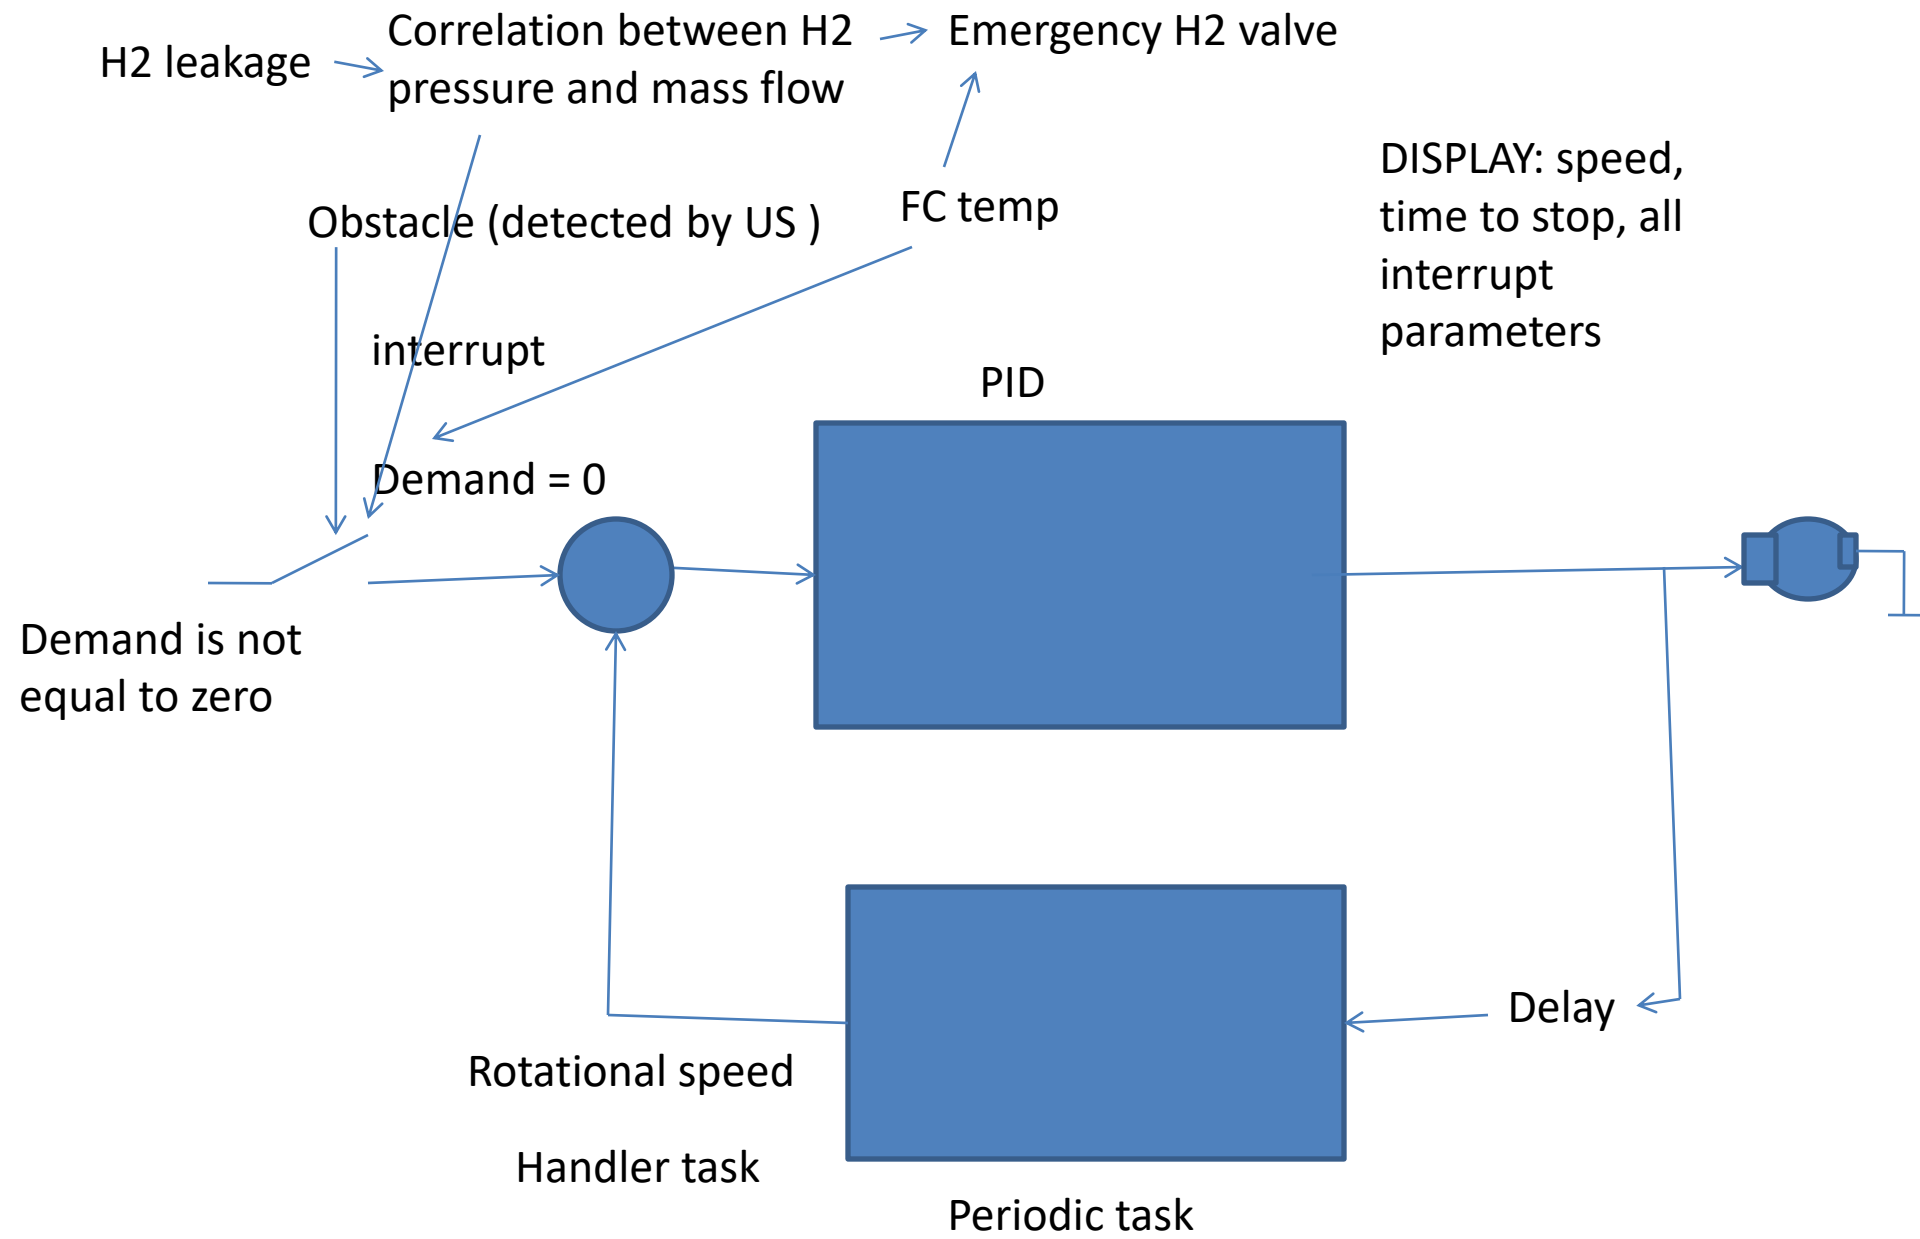 H2 leakage
Correlation between H2
pressure and mass flow
Emergency H2 valve
DISPLAY: speed,
time to stop, all
interrupt
parameters
Obstacle (detected by US )
FC temp
interrupt
PID
Demand = 0
Demand is not
equal to zero
Delay
Rotational speed
Handler task
Periodic task